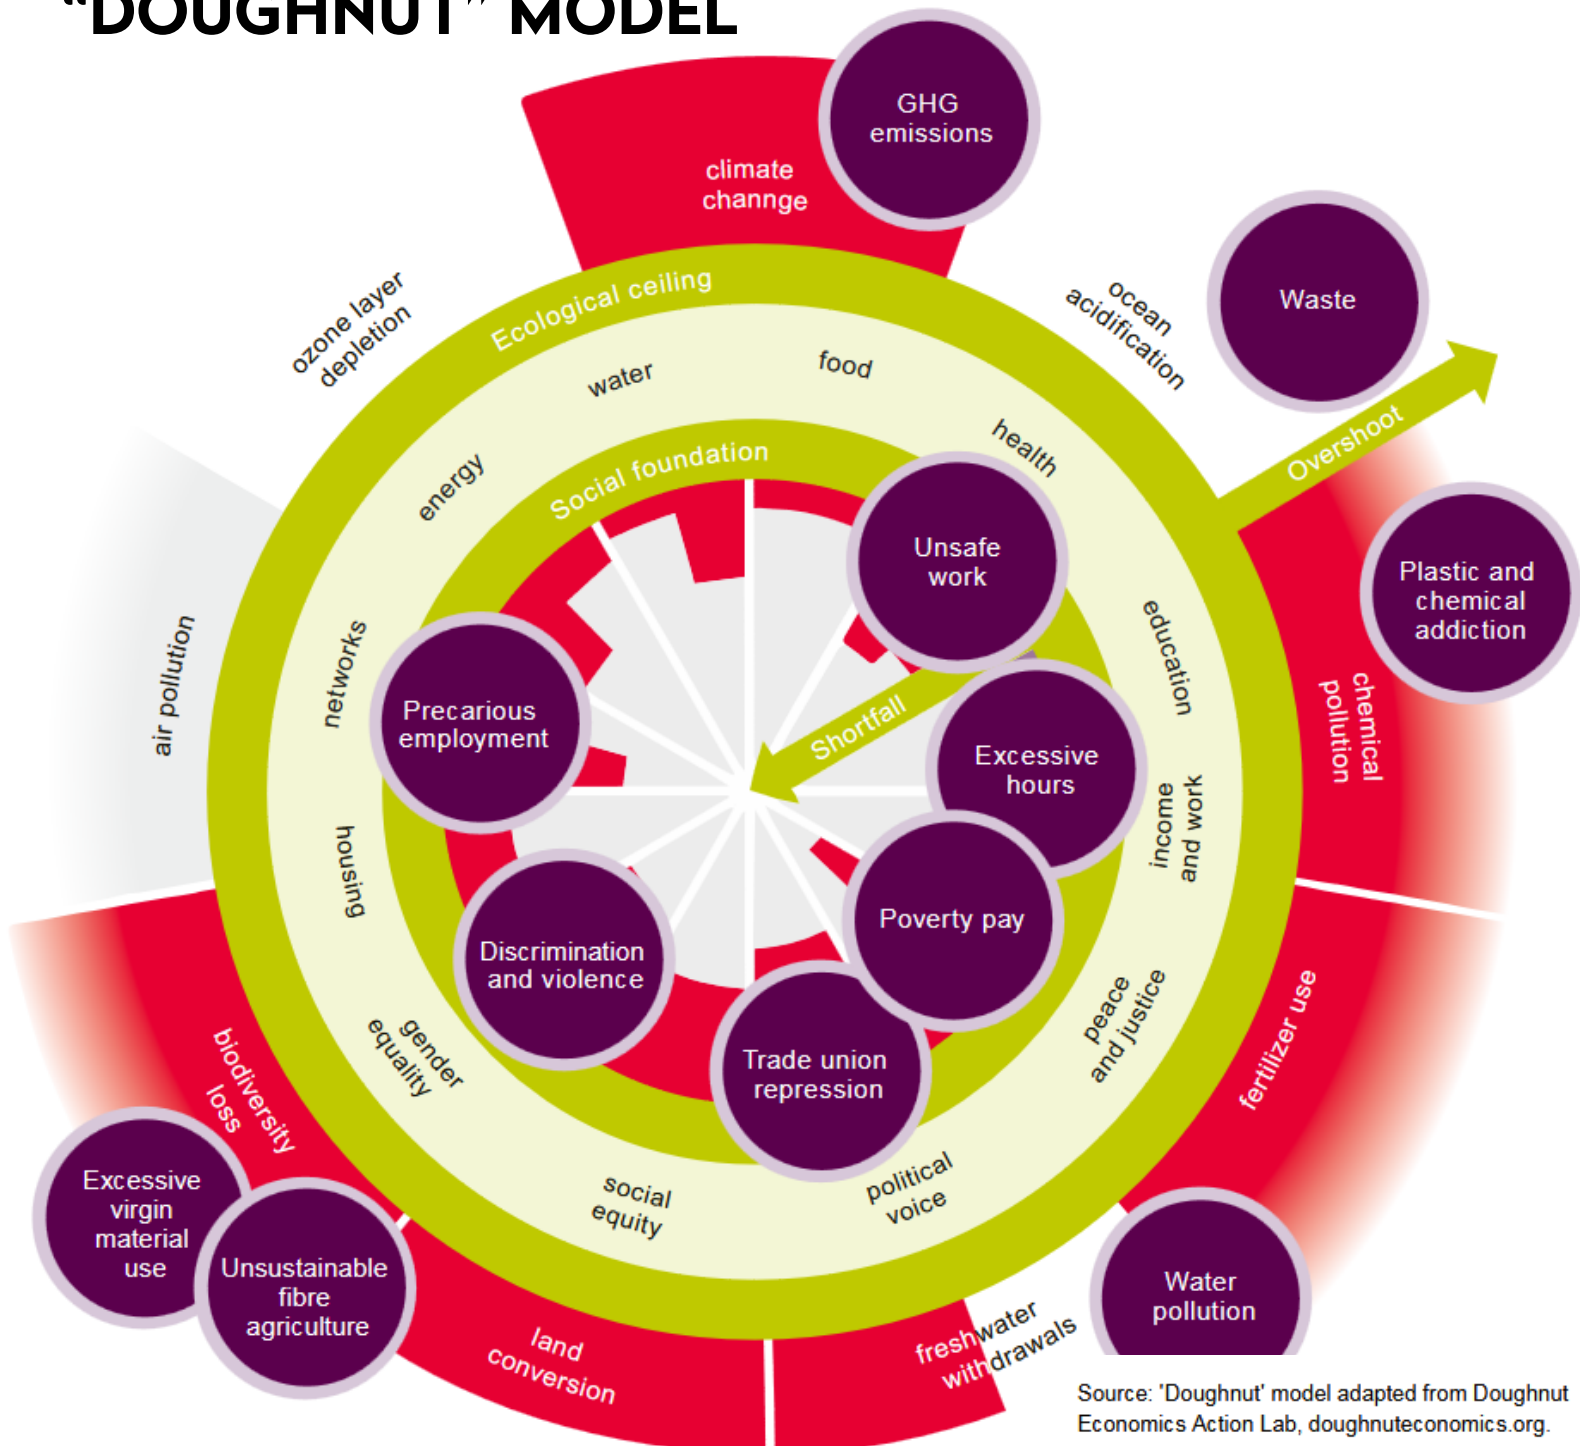 “DOUGHNUT” MODEL
GHG
emissions
climate
channge
Waste
ocean
acidification
ozone layer
depletion
Ecological ceiling
water
food
health
Overshoot
energy
Social foundation
Unsafe
work
Plastic and
chemical
addiction
education
networks
air pollution
Precarious
employment
Shortfall
Excessive
hours
chemical
pollution
income
and work
housing
Poverty pay
Discrimination
and violence
peace
and justice
fertilizer use
gender
equality
Trade union
repression
biodiversity
loss
social
equity
political
voice
Excessive
virgin
material
use
Unsustainable
fibre
agriculture
Water
pollution
land
conversion
freshwater
withdrawals
Source: 'Doughnut' model adapted from Doughnut
Economics Action Lab, doughnuteconomics.org.